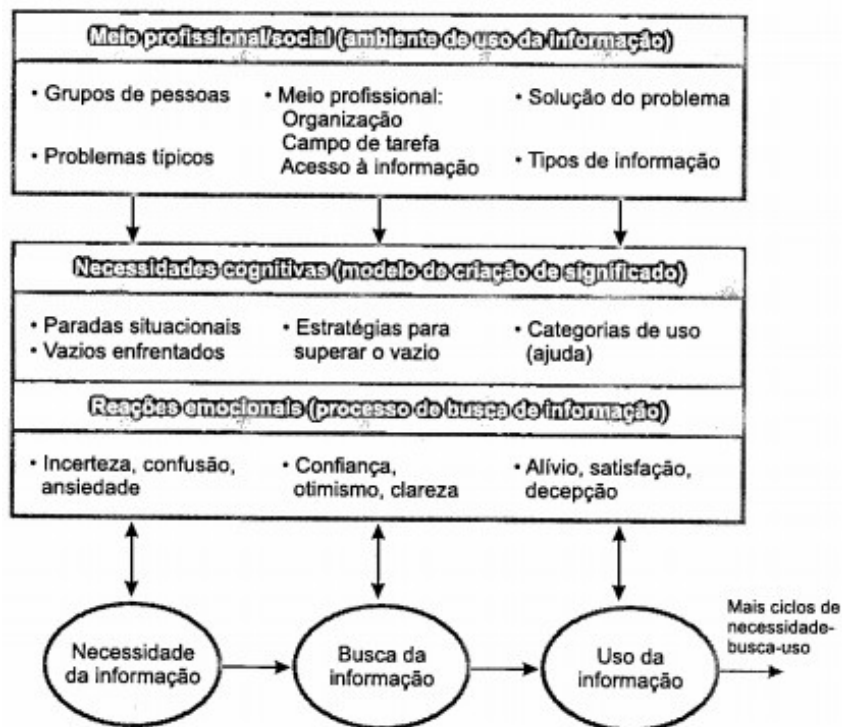 Meio profissional/social (ambiente de uso da informação)
• Grupos de pessoas
• Problemas típicos
• Meio profissional:
Organização
Campo de tarefa
Acesso à informação
• Solução do problema
• Tipos de informação
Necessidades cognitivas (modelo de criação de significado)
• Paradas situacionais
• Vazios enfrentados
• Estratégias para
superar o vazio
• Categorias de uso
(ajuda)
Reações emocionais (processo de busca de informação)
• Incerteza, confusão,
ansiedade
• Confiança,
otimismo, clareza
• Alívio, satisfação,
decepção
Necessidade
da informação
Busca da
informação
Uso da
informação
Mais ciclos de
necessidade-
busca-uso